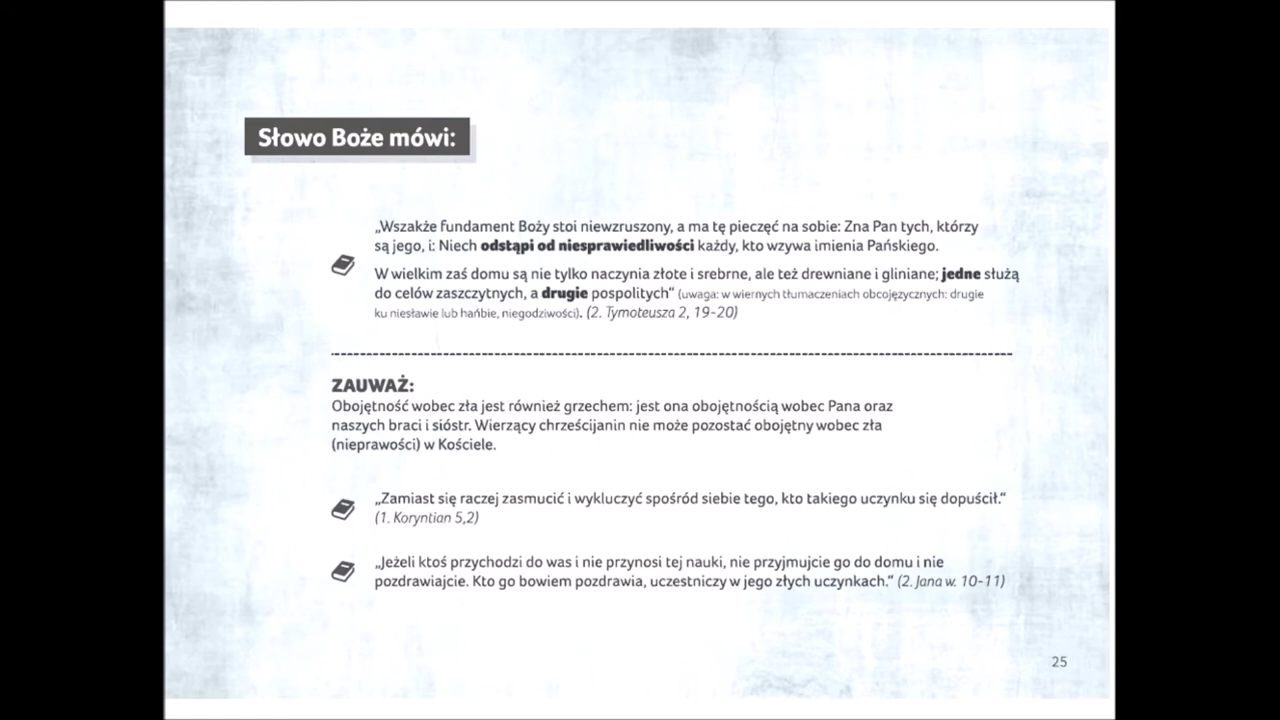 Słowo Boże mówi:
„Wszakże fundament Boży stoi niewzruszony, a ma tę pieczęć na sobie: Zna Pan tych, którzy
są jego, i: Niech odstąpi od niesprawiedliwości każdy, kto wzywa imienia Pańskiego.
W wielkim zaś domu są nie tylko naczynia złote i srebrne, ale też drewniane i gliniane; jedne służą
do celów zaszczytnych, a drugie pospolitych“ (uwaga: w wiernych tłumaczeniach obcojęzycznych: drugie
ku niesławie lub hańbie, niegodziwości). (2. Tymoteusza 2, 19-20)
ZAUWAŻ:
Obojętność wobec zła jest również grzechem: jest ona obojętnością wobec Pana oraz
naszych braci i sióstr. Wierzący chrześcijanin nie może pozostać obojętny wobec zła
(nieprawości) w Kościele.
„Zamiast się raczej zasmucić i wykluczyć spośród siebie tego, kto takiego uczynku się dopuścił.“
(1. Koryntian 5,2)
„Jeżeli ktoś przychodzi do was i nie przynosi tej nauki, nie przyjmujcie go do domu i nie
pozdrawiajcie. Kto go bowiem pozdrawia, uczestniczy w jego złych uczynkach.“ (2. Jana w. 10-11)
25